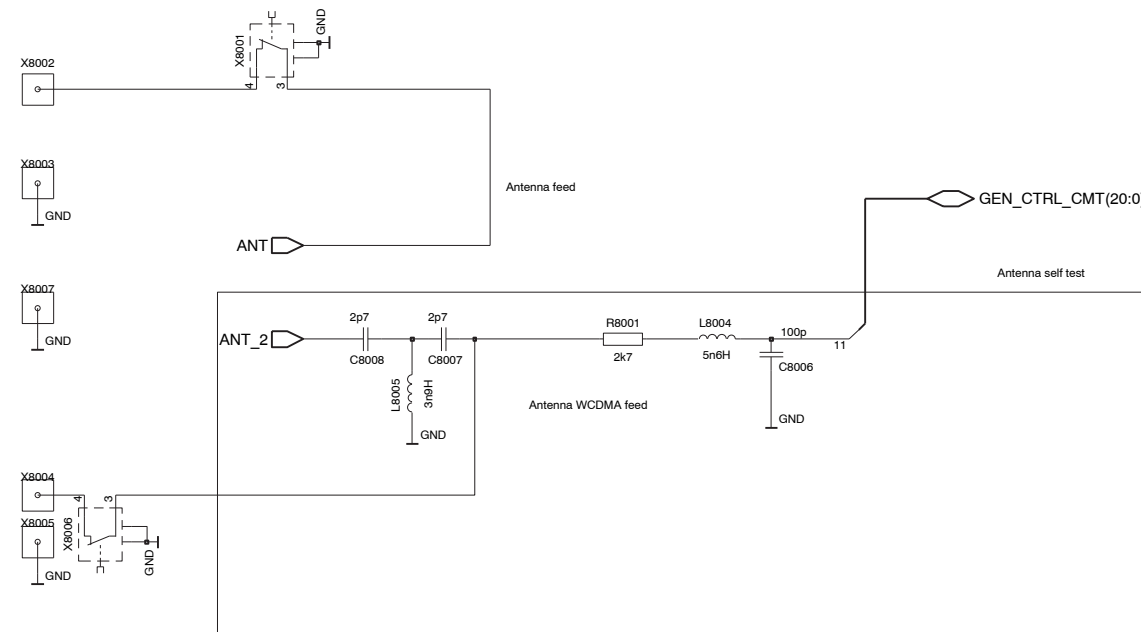 GND
X8001
X8002
4
3
X8003
GND
Antenna feed
GEN_CTRL_CMT(20:0)
ANT
Antenna self test
X8007
GND
2p7
2p7
R8001
L8004
100p
ANT_2
C8008
C8007
2k7
5n6H
C8006
11
L8005
3n9H
Antenna WCDMA feed
GND
GND
X8004
4
3
X8005
X8006
GND
GND